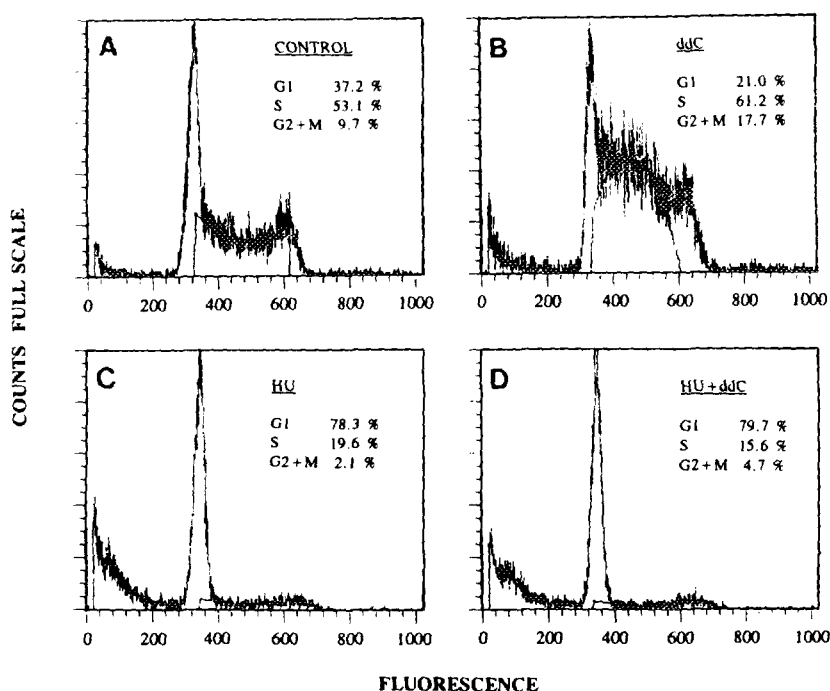 A
CONTROL
G1 37.2 %
S 53.1 %
G2+M 9.7 %
0 200 400 600 800 1000
B
ddC
G1 21.0 %
S 61.2 %
G2+M 17.7 %
0 200 400 600 800 1000
COUNTS FULL SCALE
C
HU
G1 78.3 %
S 19.6 %
G2+M 2.1 %
0 200 400 600 800 1000
D
HU+ddC
G1 79.7 %
S 15.6 %
G2+M 4.7 %
0 200 400 600 800 1000
FLUORESCENCE